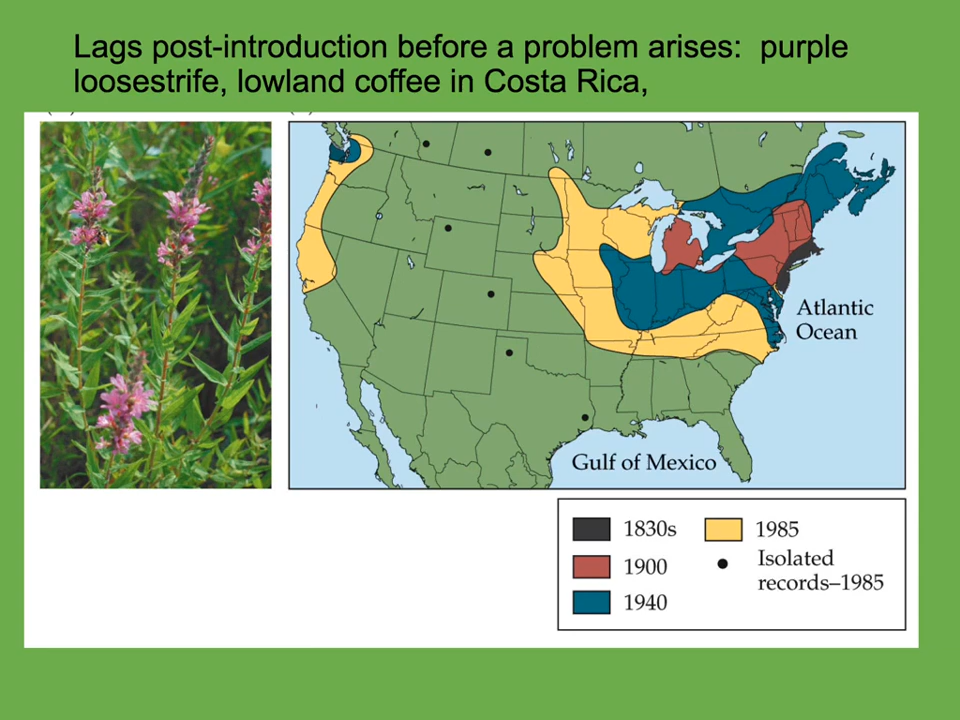 Lags post-introduction before a problem arises:  purple
loosestrife, lowland coffee in Costa Rica,
Atlantic
Ocean
Gulf of Mexico
1830s
1900
1940
1985
Isolated
records–1985